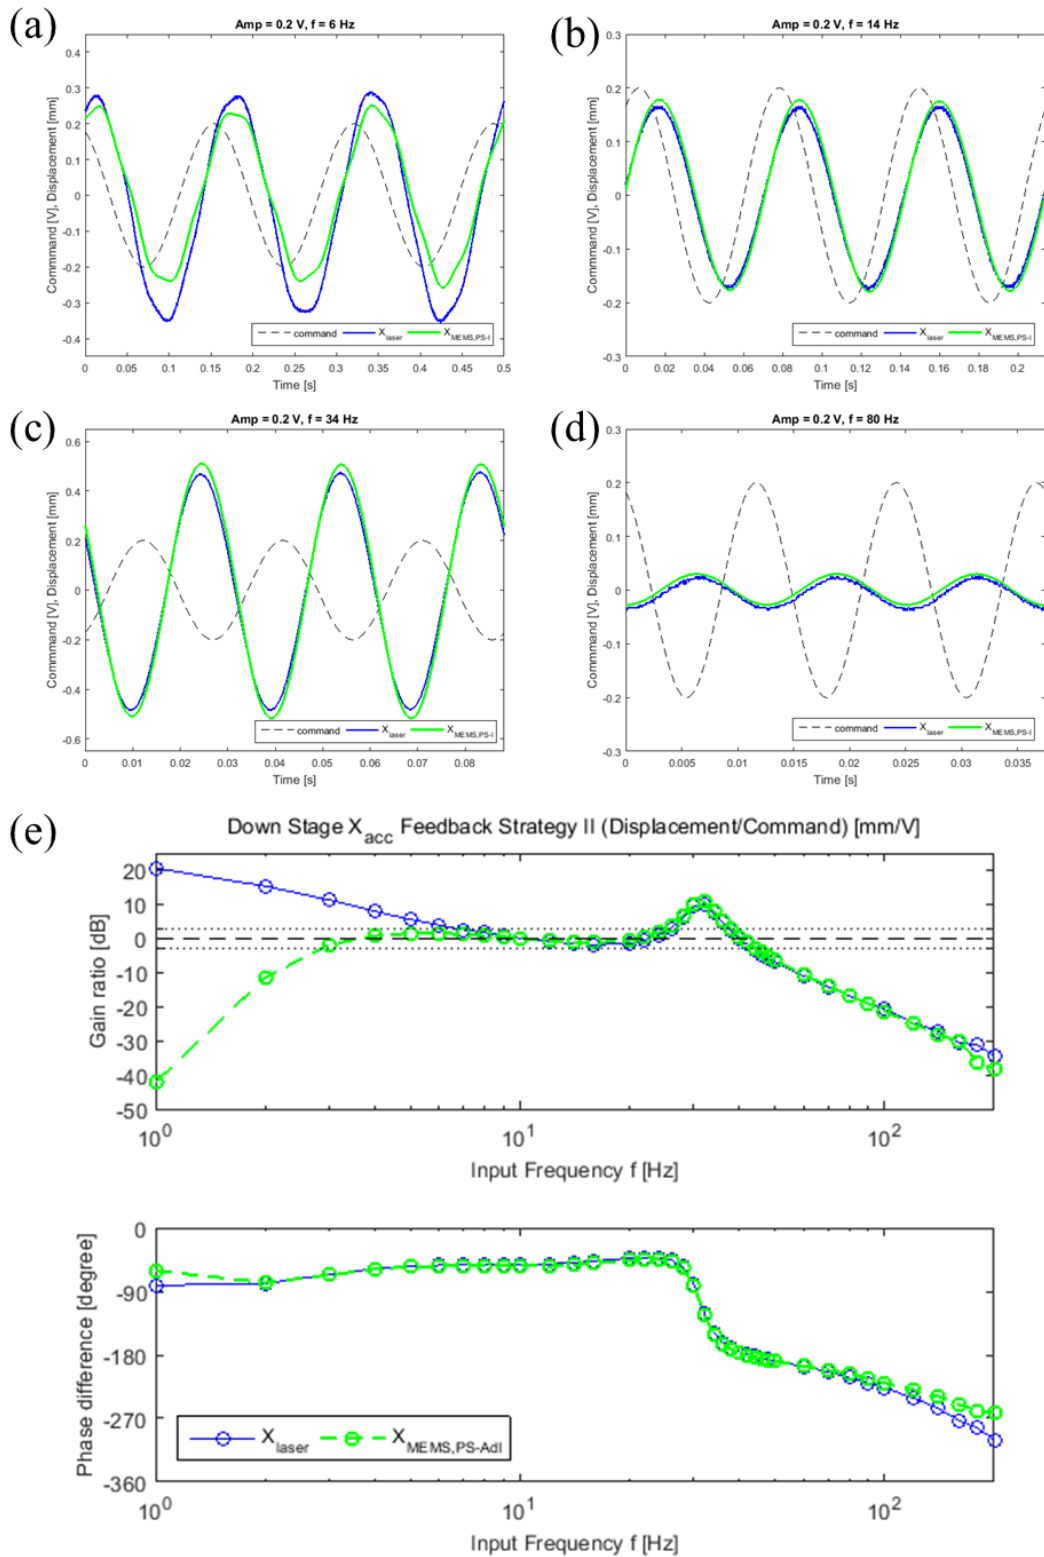 (a)
Amp = 0.2 V, f = 6 Hz
Commmand [V], Displacement [mm]
0.4
0.3
0.2
0.1
0
-0.1
-0.2
-0.3
-0.4
0 0.05 0.1 0.15 0.2 0.25 0.3 0.35 0.4 0.45 0.5
Time [s]
command X laser X MEMS,PS-I
(b)
Amp = 0.2 V, f = 14 Hz
Commmand [V], Displacement [mm]
0.3
0.2
0.1
0
-0.1
-0.2
-0.3
0 0.02 0.04 0.06 0.08 0.1 0.12 0.14 0.16 0.18 0.2
Time [s]
command X laser X MEMS,PS-I
(c)
Amp = 0.2 V, f = 34 Hz
Commmand [V], Displacement [mm]
0.6
0.4
0.2
0
-0.2
-0.4
-0.6
0 0.01 0.02 0.03 0.04 0.05 0.06 0.07 0.08
Time [s]
command X laser X MEMS,PS-I
(d)
Amp = 0.2 V, f = 80 Hz
Commmand [V], Displacement [mm]
0.3
0.2
0.1
0
-0.1
-0.2
-0.3
0 0.005 0.01 0.015 0.02 0.025 0.03 0.035
Time [s]
command X laser X MEMS,PS-I
(e)
Down Stage X acc Feedback Strategy II (Displacement/Command) [mm/V]
Gain ratio [dB]
20
10
0
-10
-20
-30
-40
-50
10^0 10^1 10^2
Input Frequency f [Hz]
Phase difference [degree]
0
-90
-180
-270
-360
X laser X MEMS,PS-AdI
10^0 10^1 10^2
Input Frequency f [Hz]